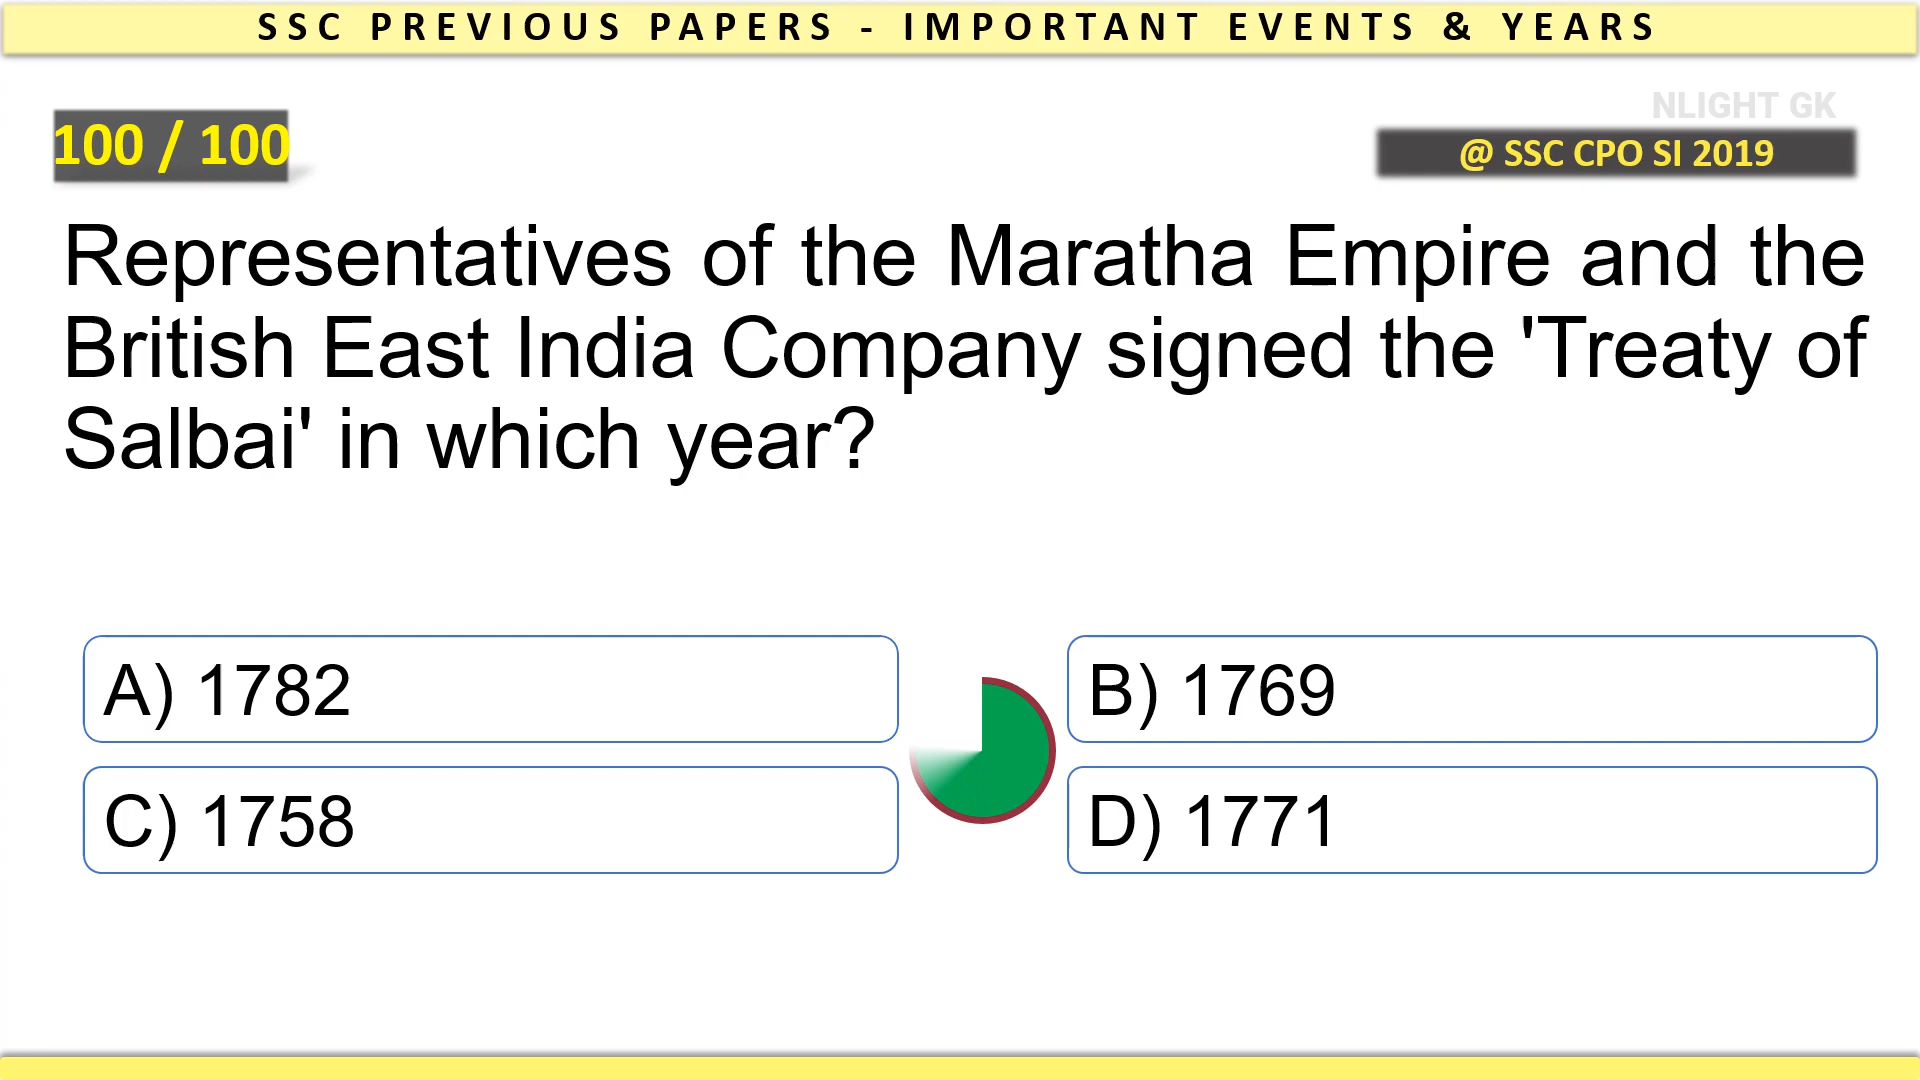 SSC PREVIOUS PAPERS - IMPORTANT EVENTS & YEARS
NLIGHT GK
100 / 100
@ SSC CPO SI 2019
Representatives of the Maratha Empire and the
British East India Company signed the 'Treaty of
Salbai' in which year?
A) 1782
B) 1769
C) 1758
D) 1771